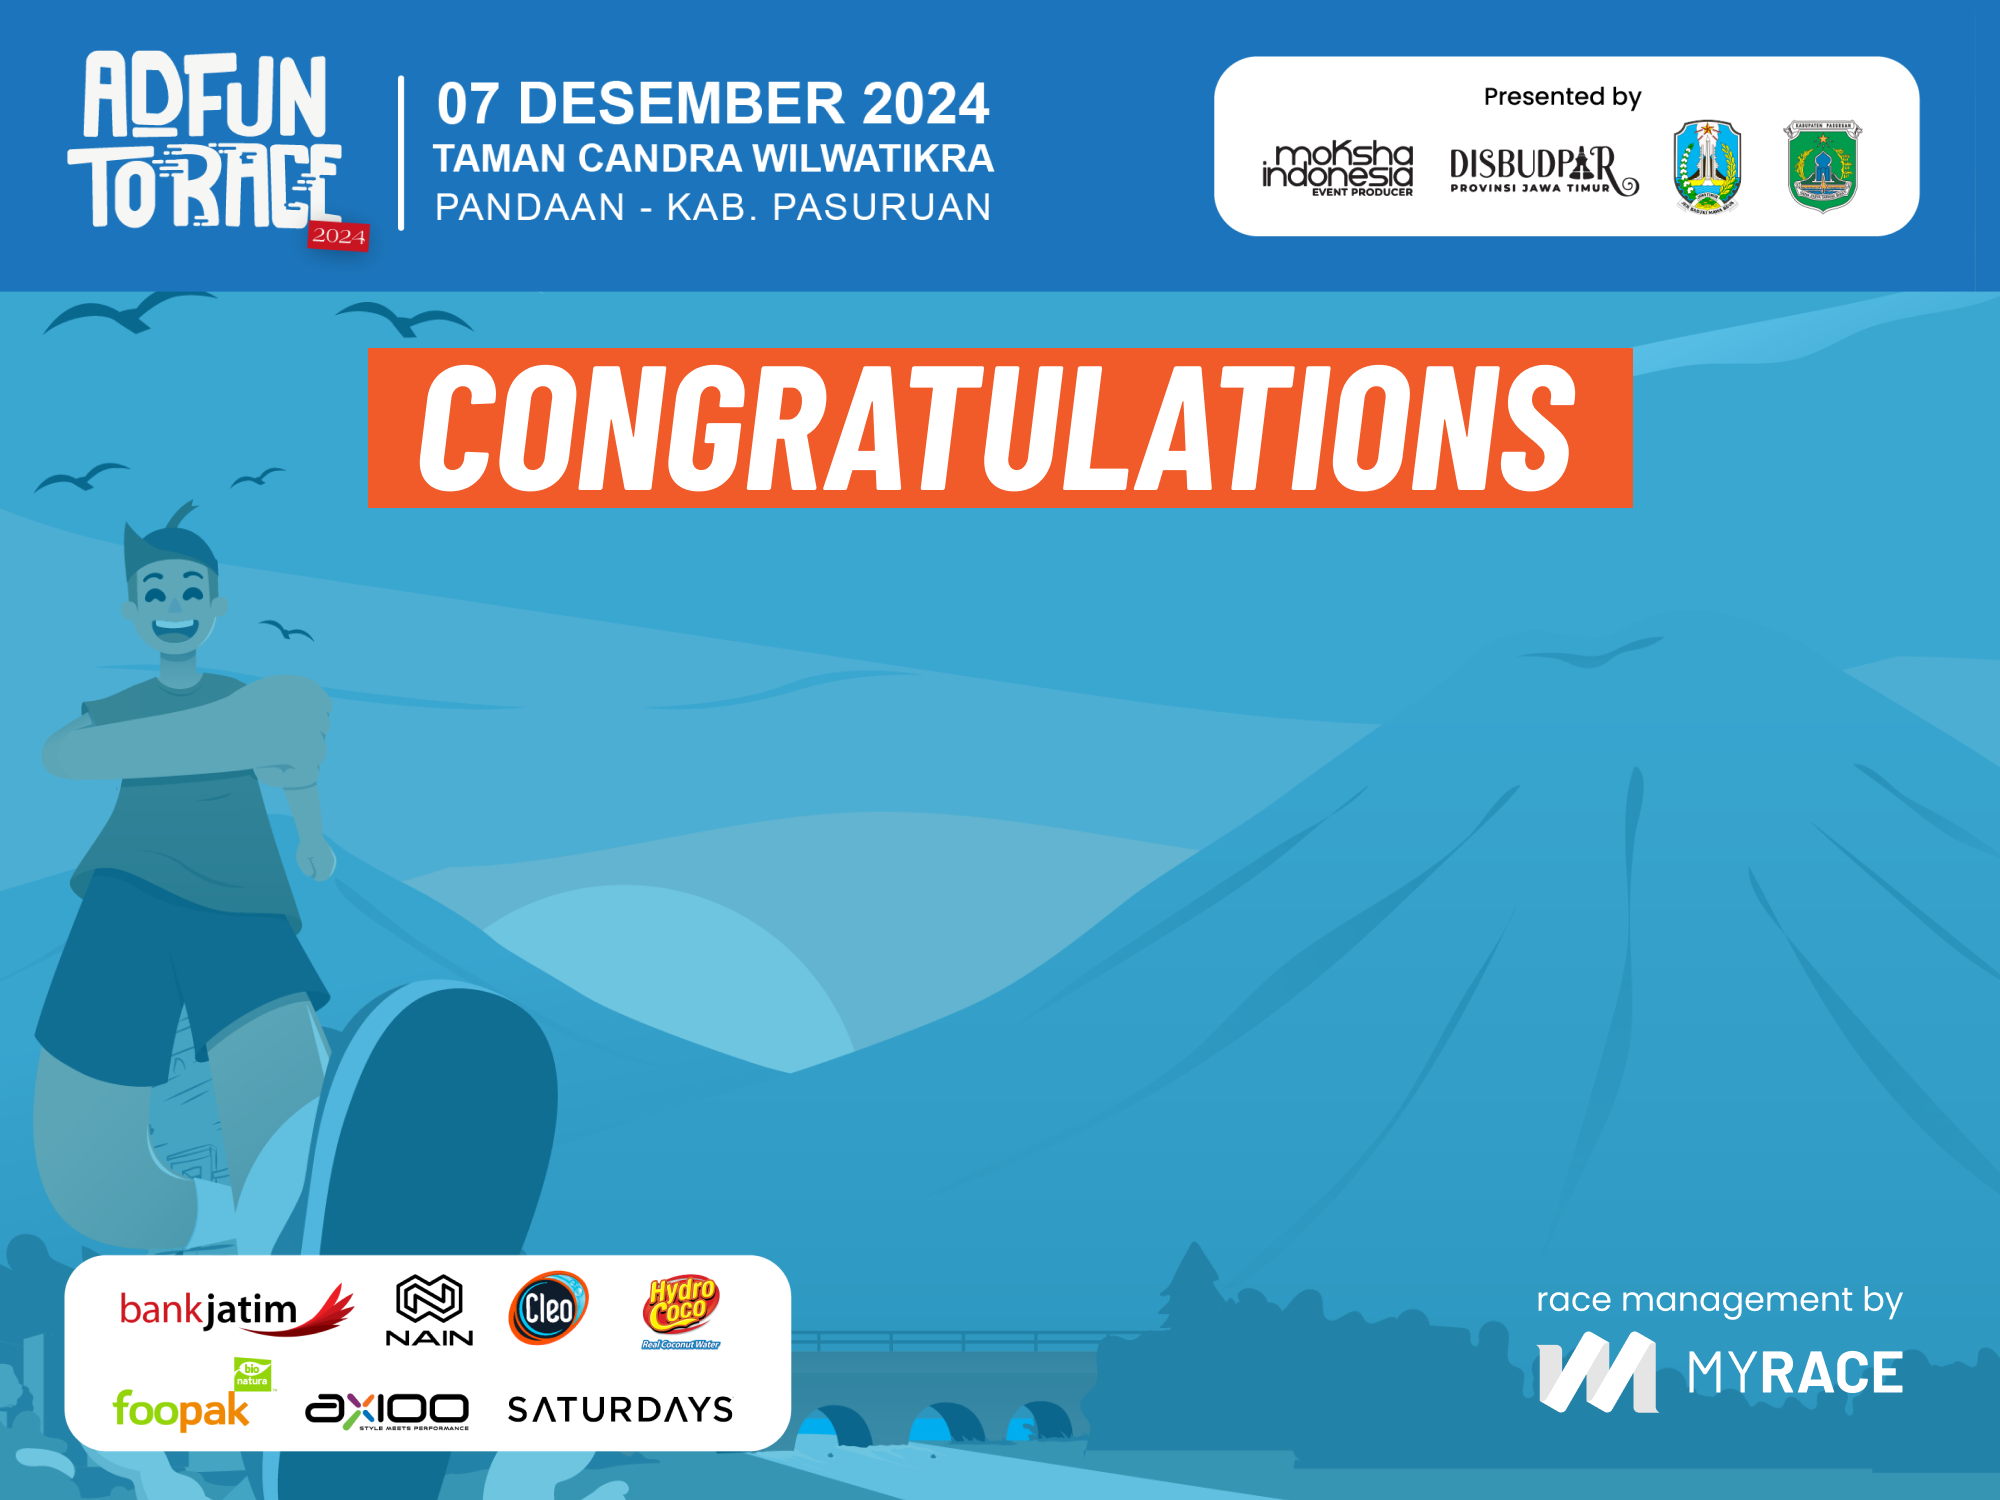 ADFUN
TO RACE
2024
07 DESEMBER 2024
TAMAN CANDRA WILWATIKRA
PANDAAN - KAB. PASURUAN
Presented by
moksha
indonesia
EVENT PRODUCER
DISBUDPAR
PROVINSI JAWA TIMUR
KABUPATEN PASURUAN
CONGRATULATIONS
bankjatim
NAIN
Cleo
Hydro
Coco
Real Coconut Water
foopak
bio
natura
AXIOO
STYLE MEETS PERFORMANCE
SATURDAYS
race management by
MYRACE